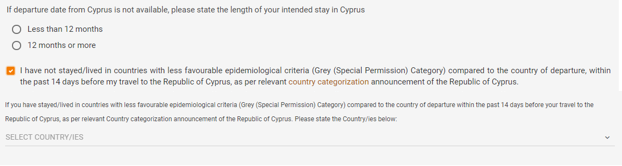 If departure date from Cyprus is not available, please state the length of your intended stay in Cyprus
Less than 12 months
12 months or more
I have not stayed/lived in countries with less favourable epidemiological criteria (Grey (Special Permission) Category) compared to the country of departure, within
the past 14 days before my travel to the Republic of Cyprus, as per relevant country categorization announcement of the Republic of Cyprus.
If you have stayed/lived in countries with less favourable epidemiological criteria (Grey (Special Permission) Category) compared to the country of departure within the past 14 days before your travel to the
Republic of Cyprus, as per relevant Country categorization announcement of the Republic of Cyprus. Please state the Country/ies below:
SELECT COUNTRY/IES